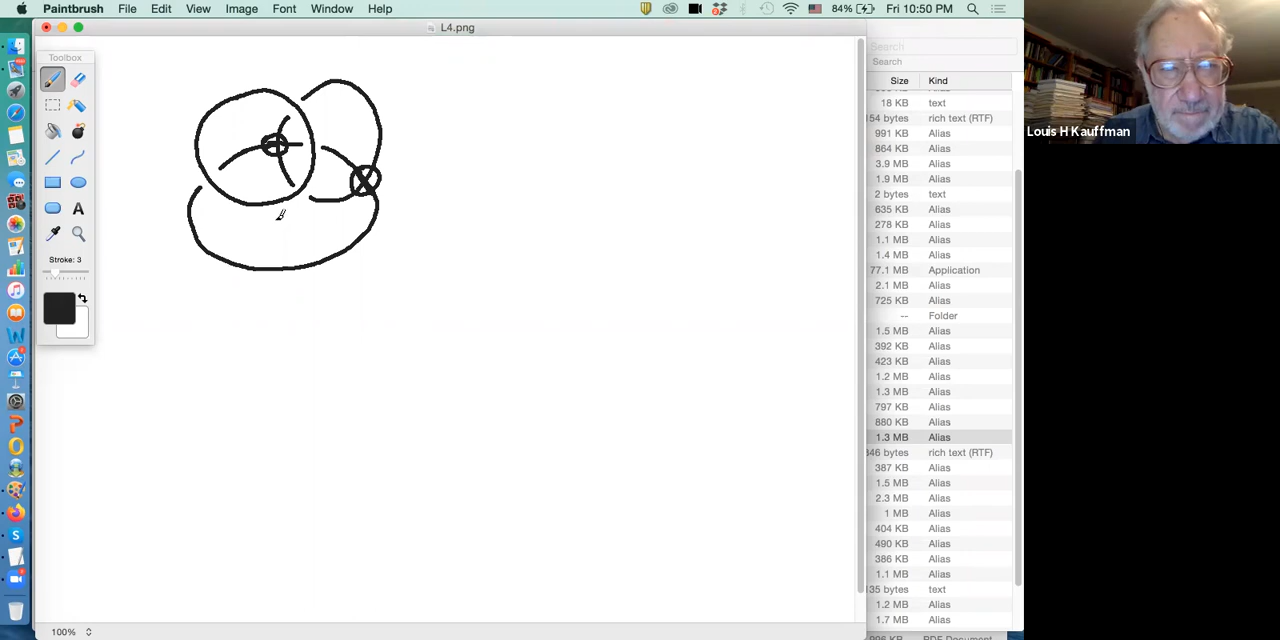 Paintbrush File Edit View Image Font Window Help 84% Fri 10:50 PM
L4.png
Toolbox
Search
Search
Size Kind
18 KB text
154 bytes rich text (RTF)
991 KB Alias
864 KB Alias
3.9 MB Alias
1.9 MB Alias
2 bytes text
635 KB Alias
278 KB Alias
1.1 MB Alias
1.4 MB Alias
77.1 MB Application
2.1 MB Alias
725 KB Alias
-- Folder
1.5 MB Alias
392 KB Alias
423 KB Alias
1.2 MB Alias
1.3 MB Alias
797 KB Alias
880 KB Alias
1.3 MB Alias
346 bytes rich text (RTF)
387 KB Alias
1.5 MB Alias
2.3 MB Alias
1 MB Alias
404 KB Alias
490 KB Alias
386 KB Alias
1.1 MB Alias
135 bytes text
1.2 MB Alias
1.7 MB Alias
A
Stroke: 3
100%
Louis H Kauffman